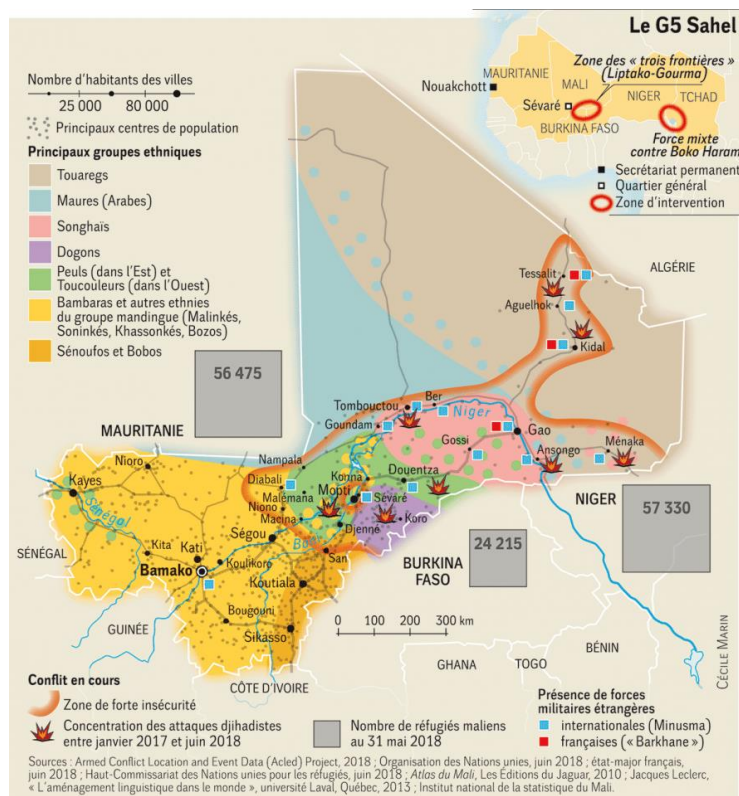 Le G5 Sahel
Zone des « trois frontières »
(Liptako-Gourma)
MAURITANIE
Nouakchott
MALI
NIGER
TCHAD
Sévaré
BURKINA FASO
Force mixte
contre Boko Haram
Secrétariat permanent
Quartier général
Zone d'intervention
Nombre d'habitants des villes
25 000
80 000
Principaux centres de population
Principaux groupes ethniques
Touaregs
Maures (Arabes)
Songhaïs
Dogons
Peuls (dans l'Est) et
Toucouleurs (dans l'Ouest)
Bambaras et autres ethnies
du groupe mandingue (Malinkés,
Soninkés, Khassonkés, Bozos)
Sénoufos et Bobos
ALGÉRIE
Tessalit
Aguelhok
Kidal
56 475
MAURITANIE
Tombouctou
Ber
Niger
Goundam
Gao
Gossi
Ansongo
Ménaka
Nioro
Nampala
Douentza
Kayes
Diabali
Konna
Malémara
Mopti
Sévaré
Niono
Macina
Koro
NIGER
57 330
Sénégal
Ségou
Djenné
SÉNÉGAL
Kita
Kati
Koulikoro
Bani
San
BURKINA
FASO
24 215
Bamako
Koutiala
Bougouni
Sikasso
GUINÉE
0 100 200 300 km
BÉNIN
GHANA
TOGO
CÔTE D'IVOIRE
CÉCILE MARIN
Conflit en cours
Zone de forte insécurité
Concentration des attaques djihadistes
entre janvier 2017 et juin 2018
Nombre de réfugiés maliens
au 31 mai 2018
Présence de forces
militaires étrangères
internationales (Minusma)
françaises (« Barkhane »)
Sources : Armed Conflict Location and Event Data (Acled) Project, 2018 ; Organisation des Nations unies, juin 2018 ; état-major français,
juin 2018 ; Haut-Commissariat des Nations unies pour les réfugiés, juin 2018 ; Atlas du Mali, Les Éditions du Jaguar, 2010 ; Jacques Leclerc,
« L'aménagement linguistique dans le monde », université Laval, Québec, 2013 ; Institut national de la statistique du Mali.